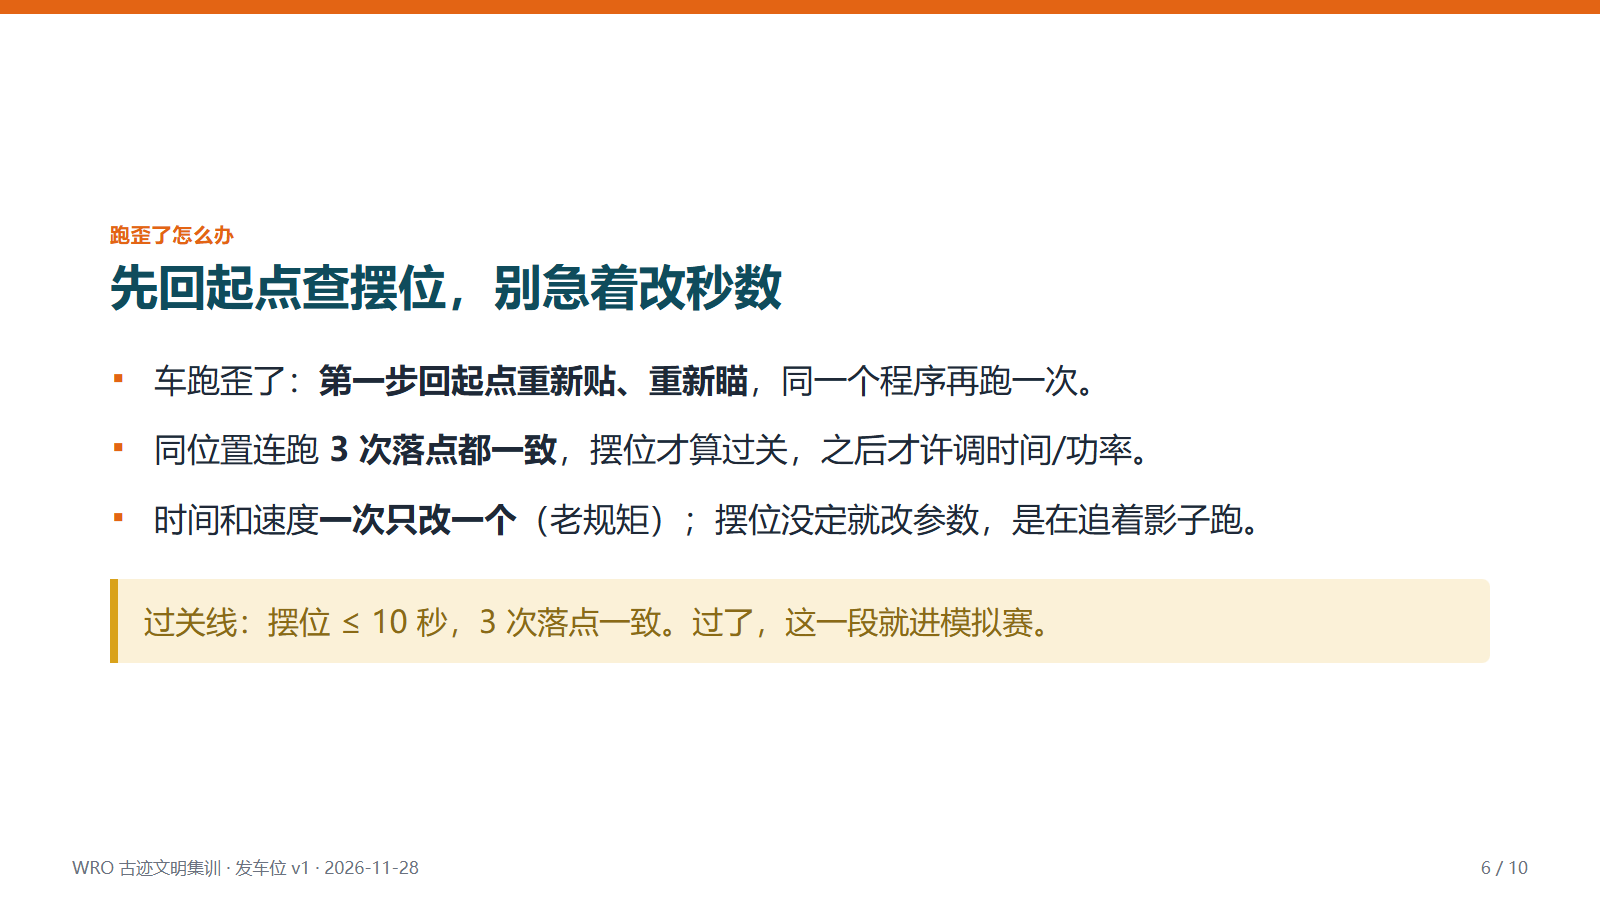 跑歪了怎么办
先回起点查摆位，别急着改秒数
▪ 车跑歪了：第一步回起点重新贴、重新瞄，同一个程序再跑一次。
▪ 同位置连跑 3 次落点都一致，摆位才算过关，之后才许调时间/功率。
▪ 时间和速度一次只改一个（老规矩）；摆位没定就改参数，是在追着影子跑。
过关线：摆位 ≤ 10 秒，3 次落点一致。过了，这一段就进模拟赛。
WRO 古迹文明集训 · 发车位 v1 · 2026-11-28
6 / 10